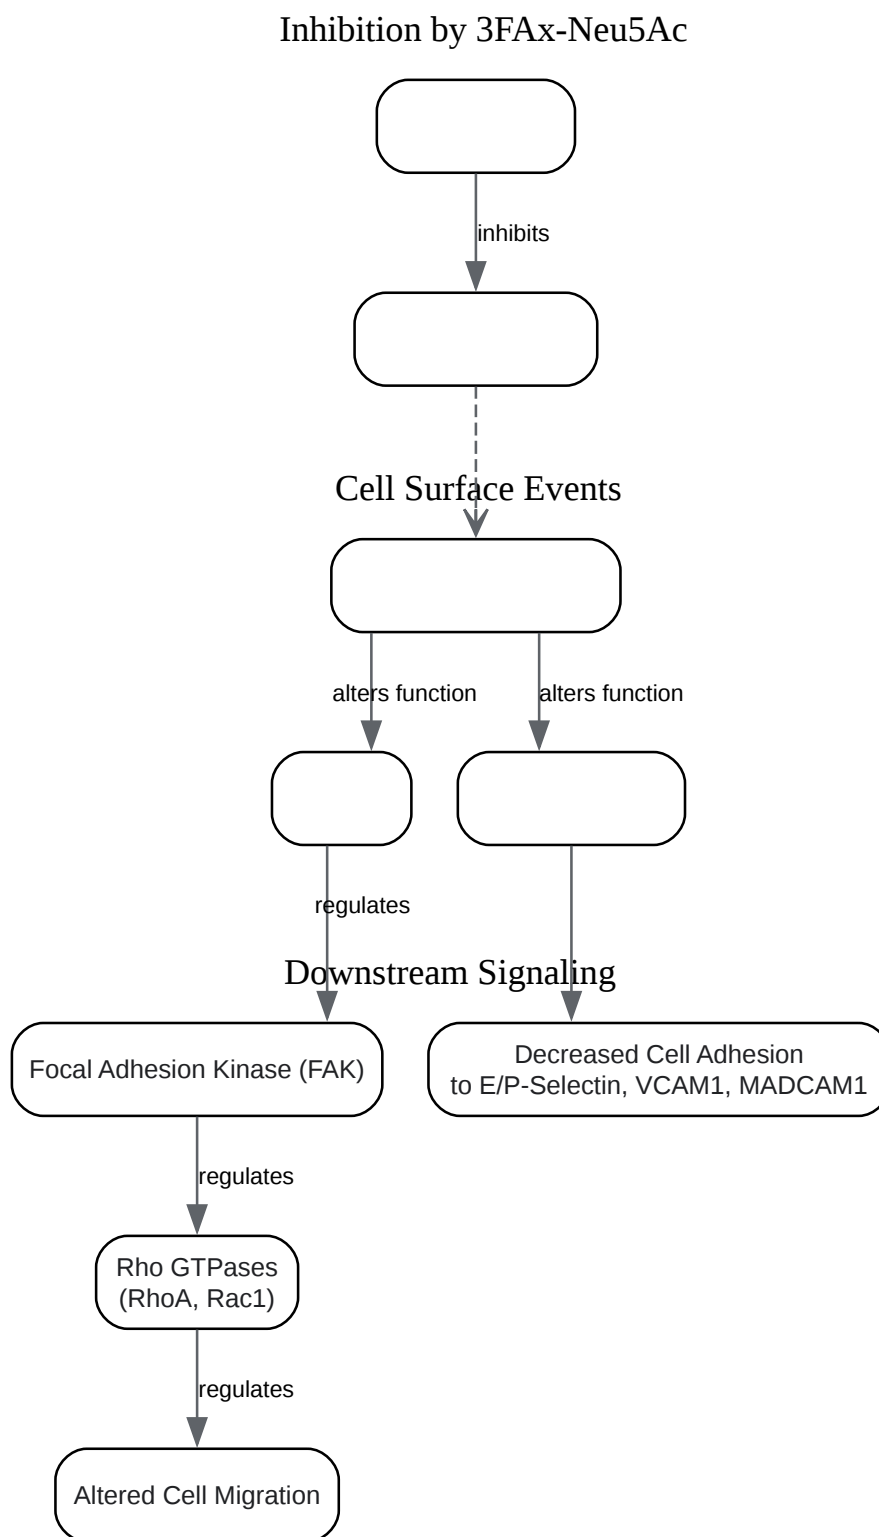 Inhibition by 3FAx-Neu5Ac
inhibits
Cell Surface Events
alters function
alters function
regulates
Downstream Signaling
Focal Adhesion Kinase (FAK)
Decreased Cell Adhesion
to E/P-Selectin, VCAM1, MADCAM1
regulates
Rho GTPases
(RhoA, Rac1)
regulates
Altered Cell Migration